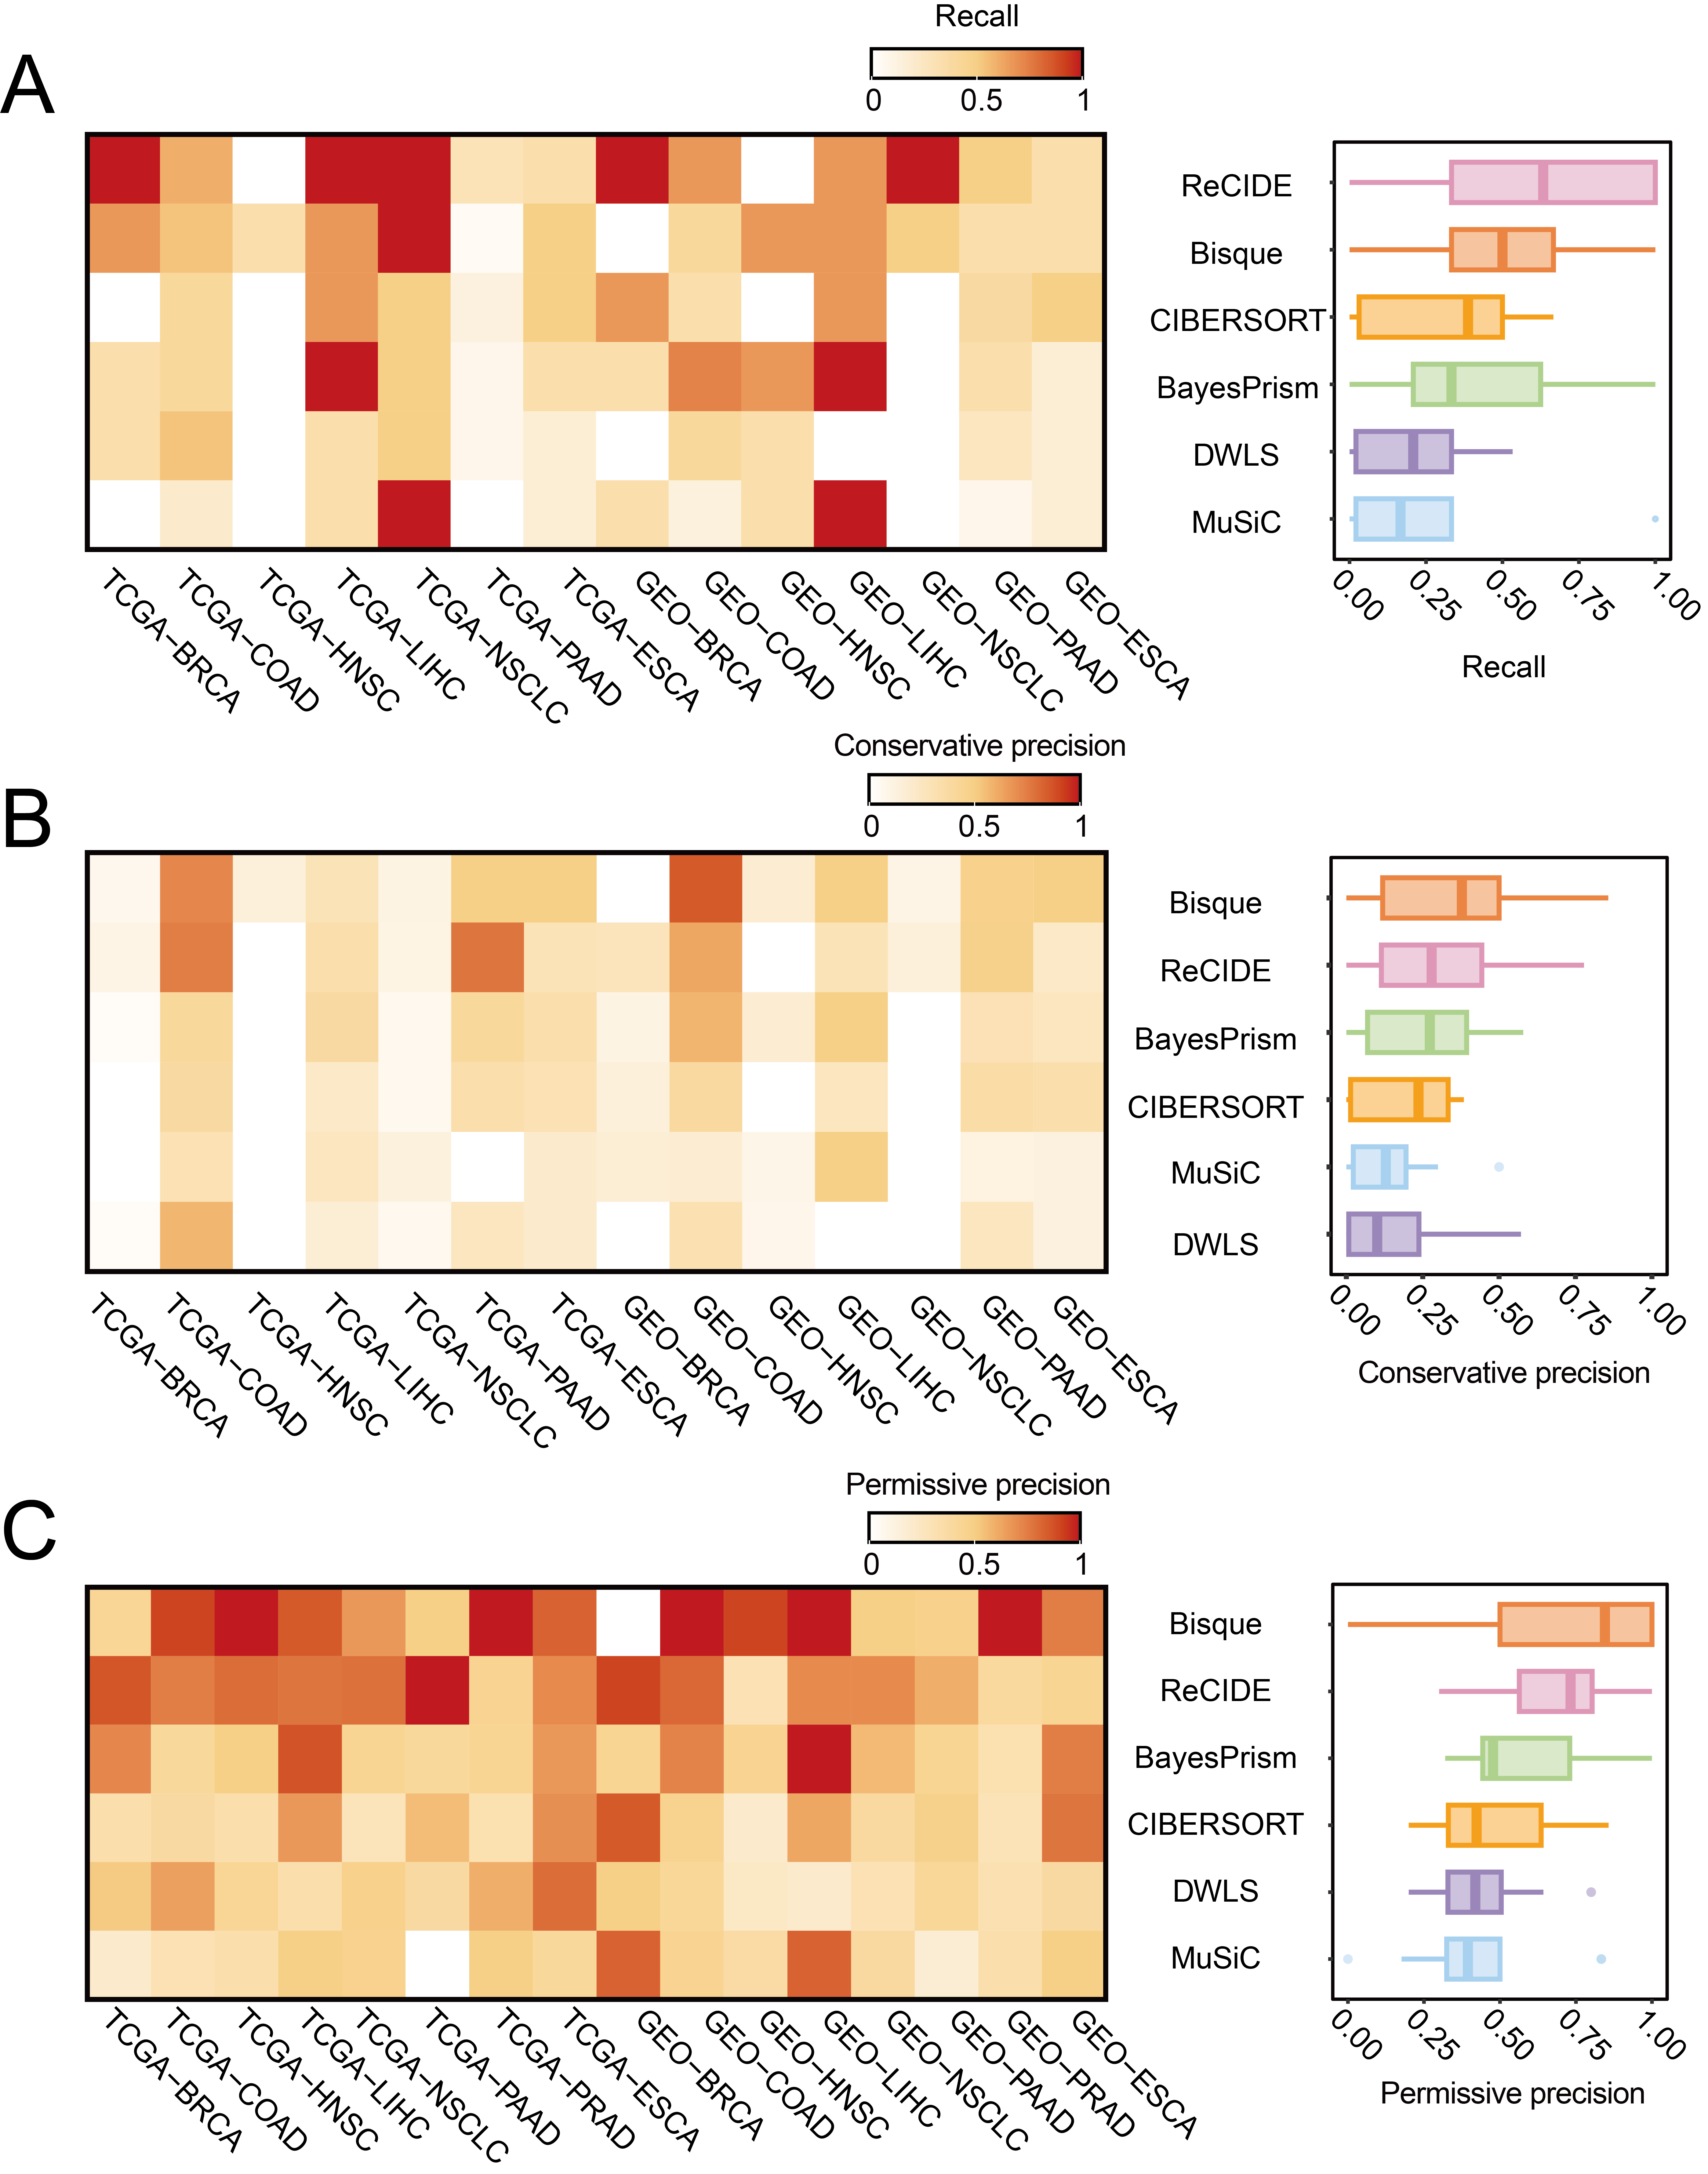 Recall
A
0 0.5 1
ReCIDE
Bisque
CIBERSORT
BayesPrism
DWLS
MuSiC
TCGA−BRCA
TCGA−COAD
TCGA−HNSC
TCGA−LIHC
TCGA−NSCLC
TCGA−PAAD
TCGA−ESCA
GEO−BRCA
GEO−COAD
GEO−HNSC
GEO−LIHC
GEO−NSCLC
GEO−PAAD
GEO−ESCA
0.00 0.25 0.50 0.75 1.00
Recall
Conservative precision
B
0 0.5 1
Bisque
ReCIDE
BayesPrism
CIBERSORT
MuSiC
DWLS
TCGA−BRCA
TCGA−COAD
TCGA−HNSC
TCGA−LIHC
TCGA−NSCLC
TCGA−PAAD
TCGA−ESCA
GEO−BRCA
GEO−COAD
GEO−HNSC
GEO−LIHC
GEO−NSCLC
GEO−PAAD
GEO−ESCA
0.00 0.25 0.50 0.75 1.00
Conservative precision
Permissive precision
C
0 0.5 1
Bisque
ReCIDE
BayesPrism
CIBERSORT
DWLS
MuSiC
TCGA−BRCA
TCGA−COAD
TCGA−HNSC
TCGA−LIHC
TCGA−NSCLC
TCGA−PAAD
TCGA−PRAD
TCGA−ESCA
GEO−BRCA
GEO−COAD
GEO−HNSC
GEO−LIHC
GEO−NSCLC
GEO−PAAD
GEO−PRAD
GEO−ESCA
0.00 0.25 0.50 0.75 1.00
Permissive precision